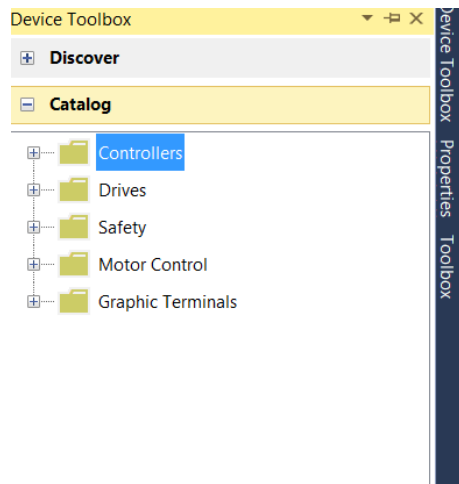 Device Toolbox
Discover
Catalog
Controllers
Drives
Safety
Motor Control
Graphic Terminals
Device Toolbox
Properties
Toolbox